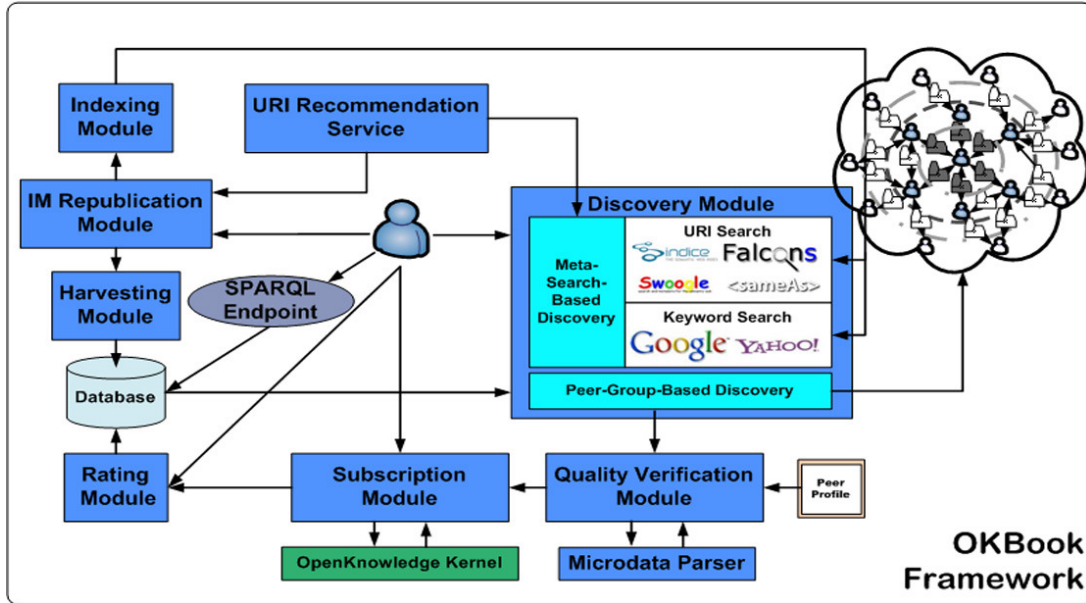 Indexing
Module
URI Recommendation
Service
IM Republication
Module
Discovery Module
URI Search
indice
Falcons
Meta-
Search-
Based
Discovery
Swoogle
<sameAs>
Harvesting
Module
SPARQL
Endpoint
Keyword Search
Google
YAHOO!
Database
Peer-Group-Based Discovery
Rating
Module
Subscription
Module
Quality Verification
Module
Peer
Profile
OpenKnowledge Kernel
Microdata Parser
OKBook
Framework